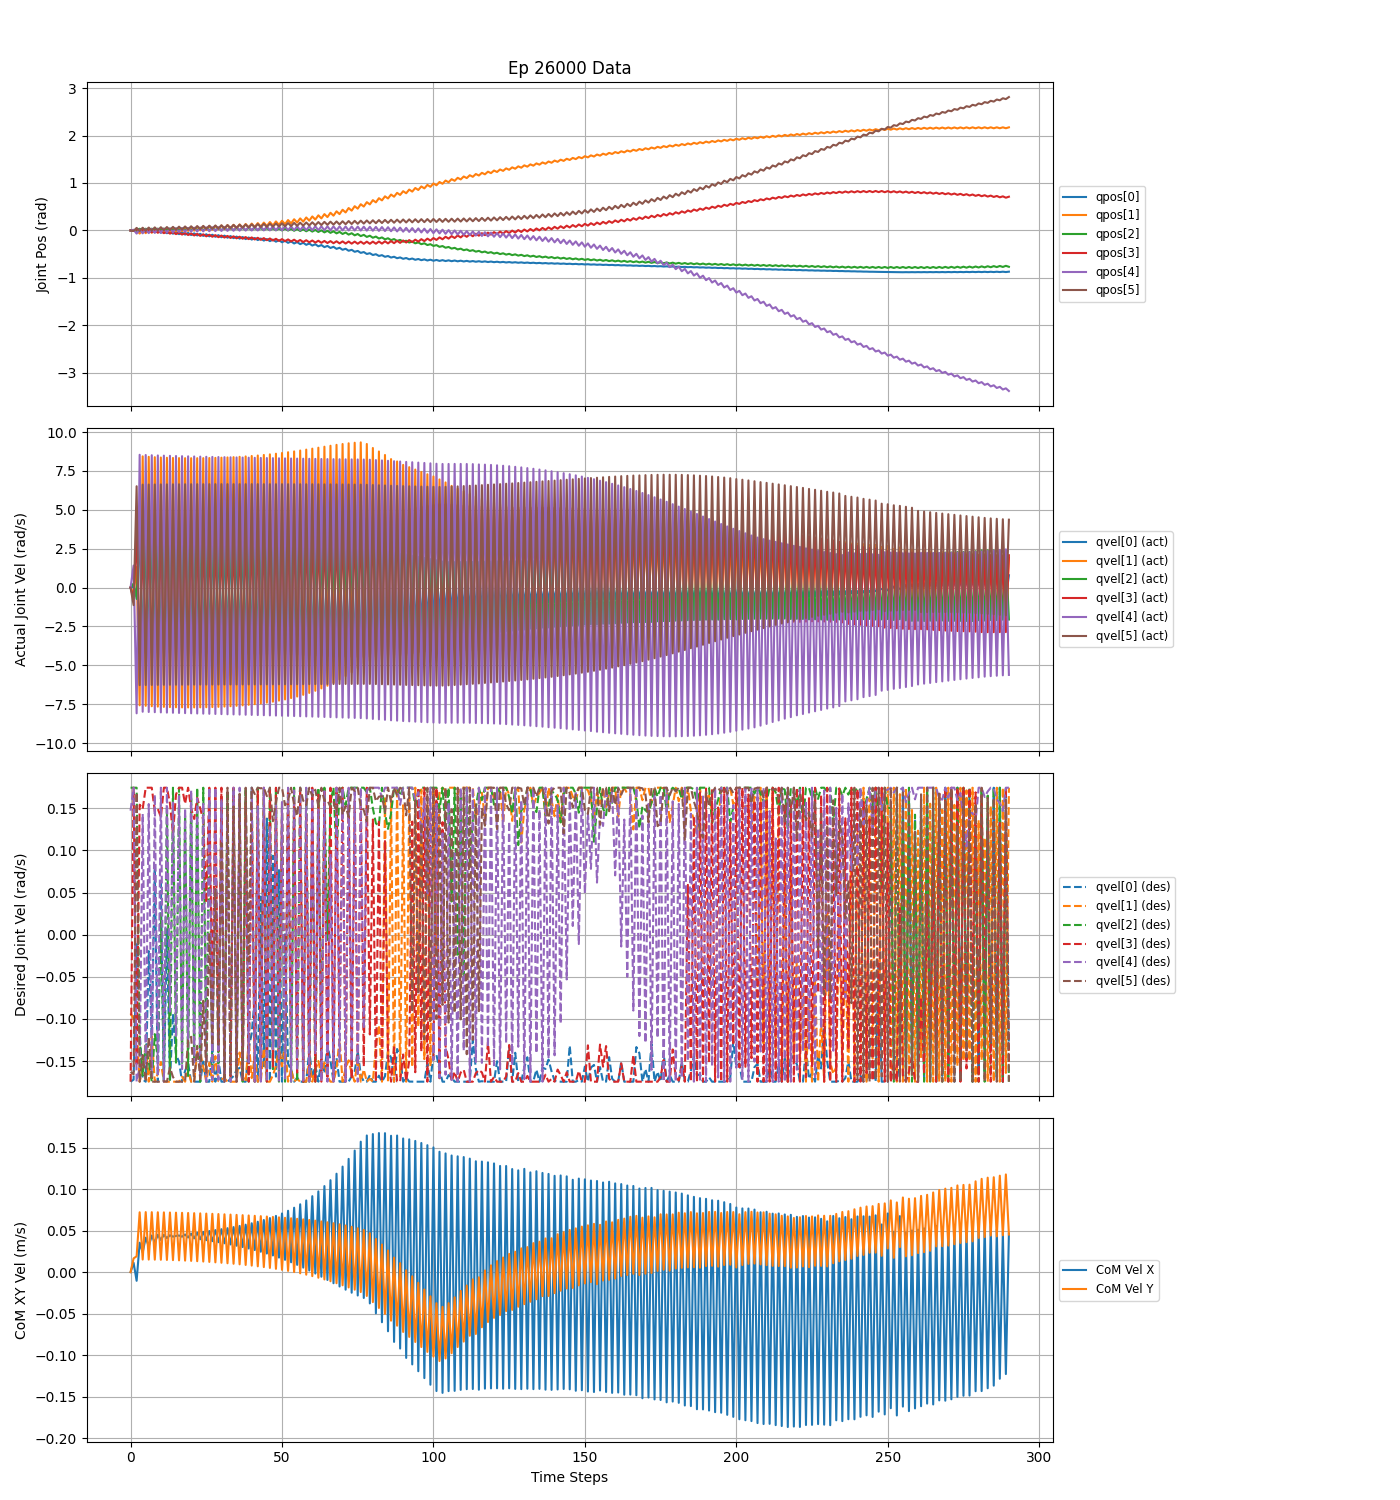 Ep 26000 Data
3
2
1
0
−1
−2
−3
Joint Pos (rad)
qpos[0]
qpos[1]
qpos[2]
qpos[3]
qpos[4]
qpos[5]
10.0
7.5
5.0
2.5
0.0
−2.5
−5.0
−7.5
−10.0
Actual Joint Vel (rad/s)
qvel[0] (act)
qvel[1] (act)
qvel[2] (act)
qvel[3] (act)
qvel[4] (act)
qvel[5] (act)
0.15
0.10
0.05
0.00
−0.05
−0.10
−0.15
Desired Joint Vel (rad/s)
qvel[0] (des)
qvel[1] (des)
qvel[2] (des)
qvel[3] (des)
qvel[4] (des)
qvel[5] (des)
0.15
0.10
0.05
0.00
−0.05
−0.10
−0.15
−0.20
CoM XY Vel (m/s)
CoM Vel X
CoM Vel Y
0 50 100 150 200 250 300
Time Steps